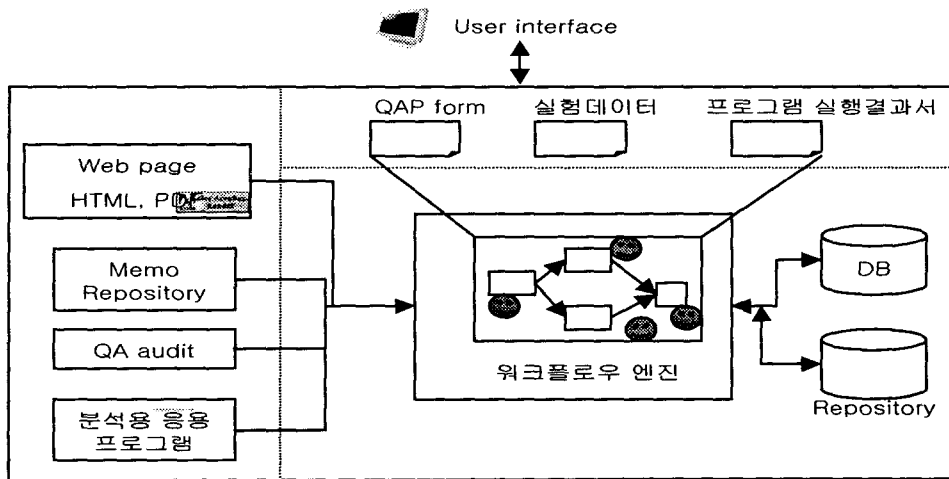 User interface
QAP form
실험데이터
프로그램 실행결과서
Web page
HTML,
Memo
Repository
QA audit
분석용 응용
프로그램
워크플로우 엔진
DB
Repository